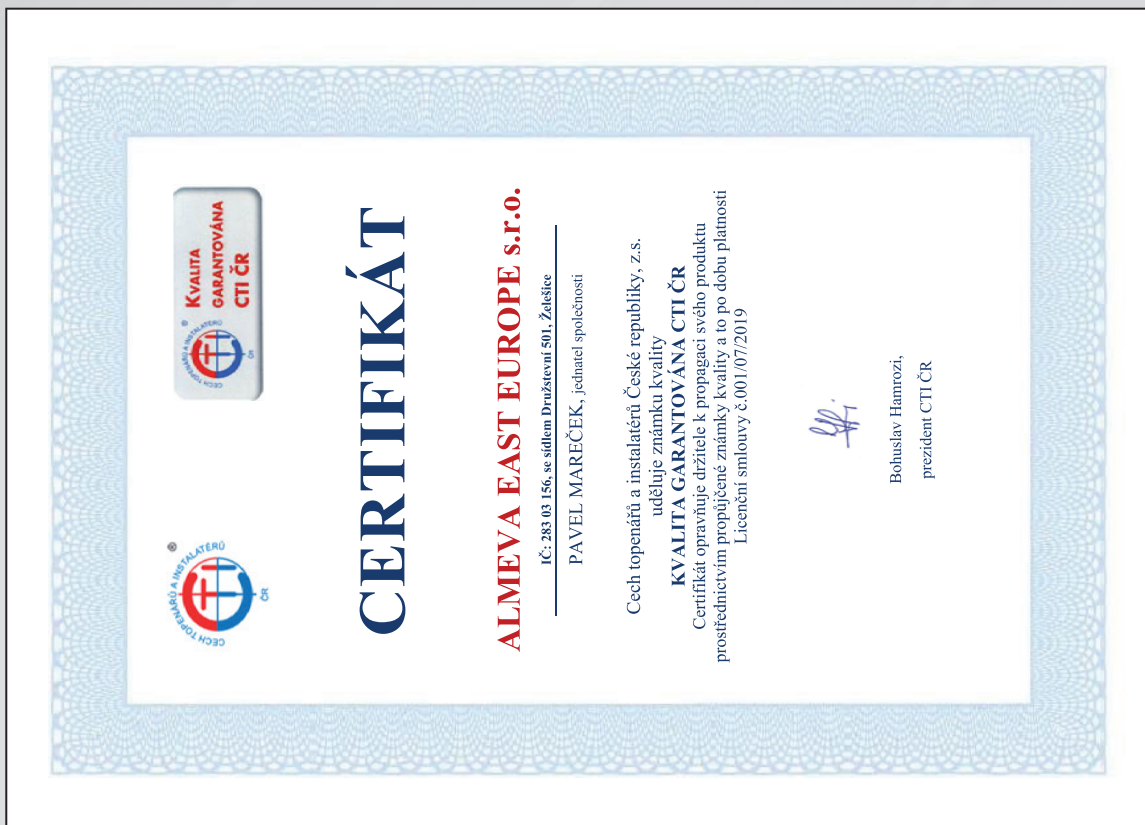 CECH TOPENÁŘŮ A INSTALATÉRŮ
®
ČR
CECH TOPENÁŘŮ A INSTALATÉRŮ
®
ČR
KVALITA
GARANTOVÁNA
CTI ČR
CERTIFIKÁT
ALMEVA EAST EUROPE s.r.o.
IČ: 283 03 156, se sídlem Družstevní 501, Želešice
PAVEL MAREČEK, jednatel společnosti
Cech topenářů a instalatérů České republiky, z.s.
uděluje známku kvality
KVALITA GARANTOVÁNA CTI ČR
Certifikát opravňuje držitele k propagaci svého produktu
prostřednictvím propůjčené známky kvality a to po dobu platnosti
Licenční smlouvy č.001/07/2019
Bohuslav Hamrozi,
prezident CTI ČR